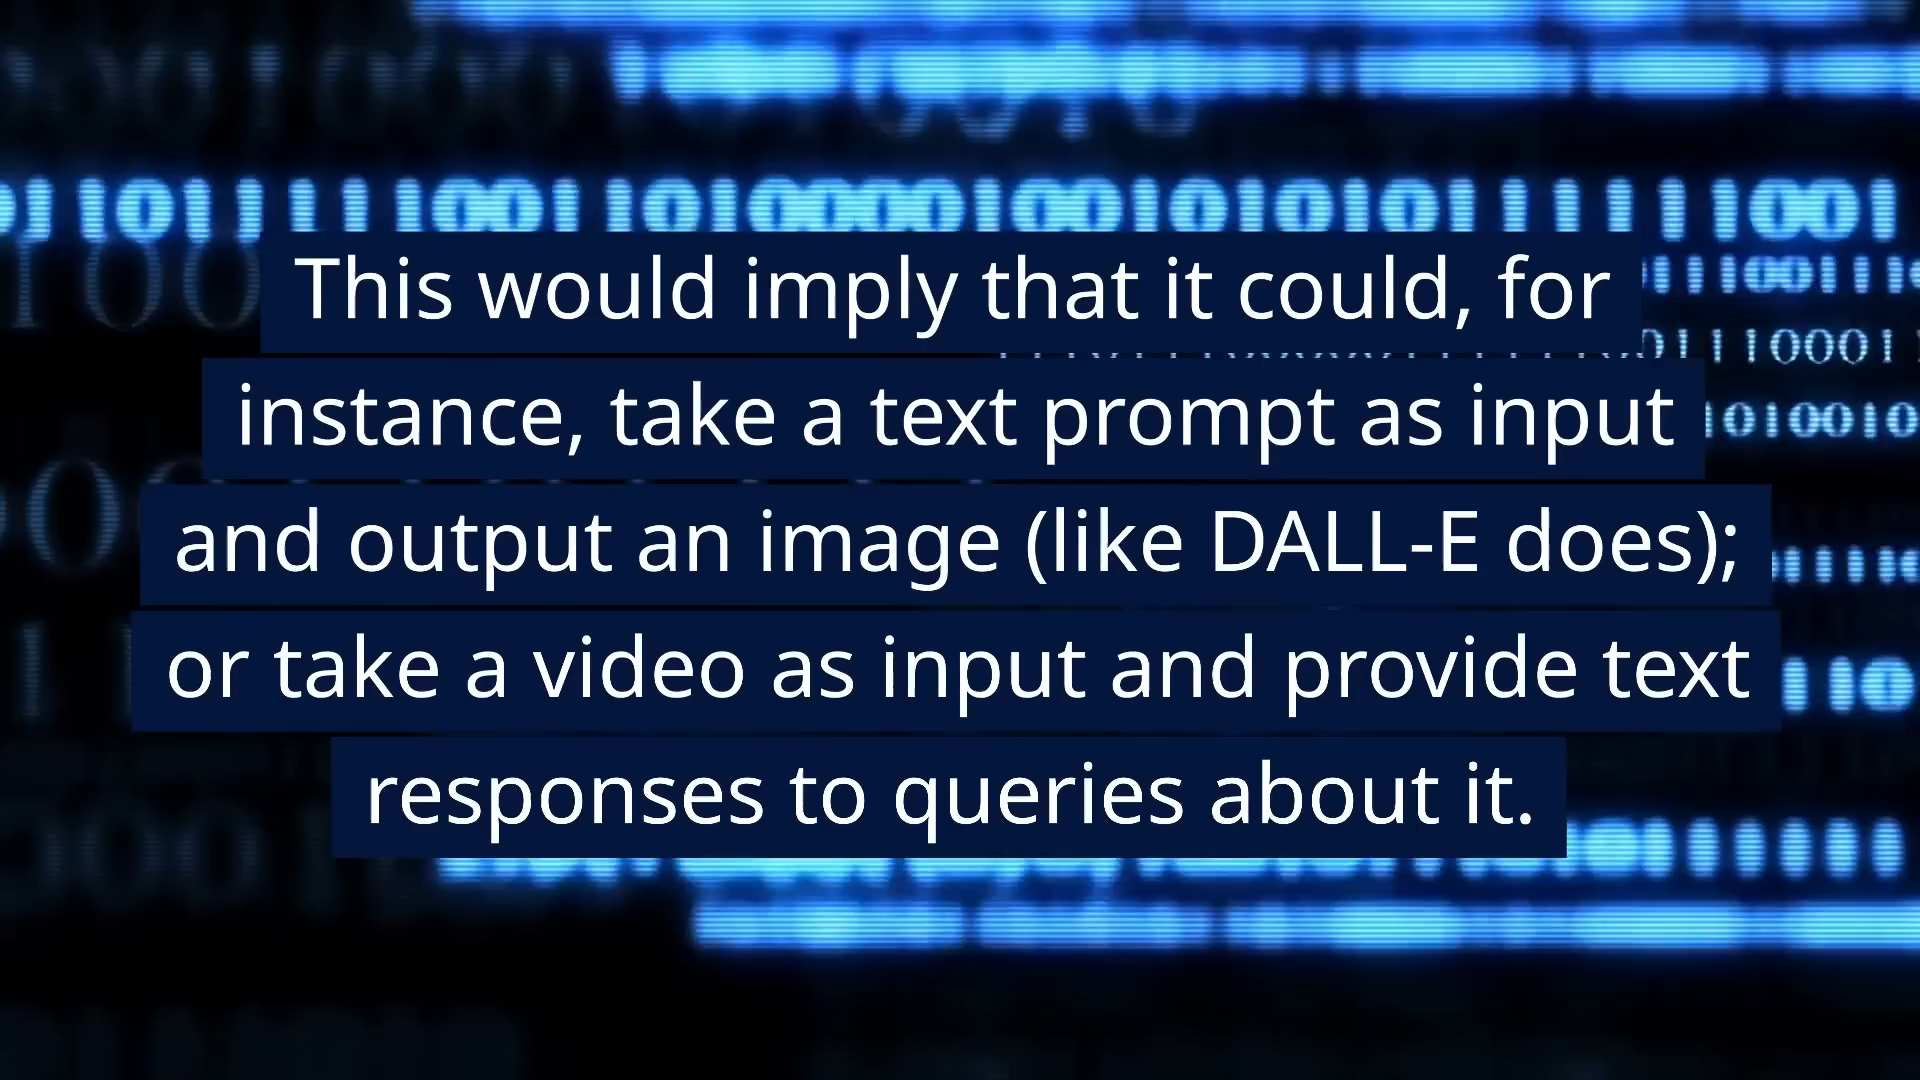 This would imply that it could, for
instance, take a text prompt as input
and output an image (like DALL-E does);
or take a video as input and provide text
responses to queries about it.